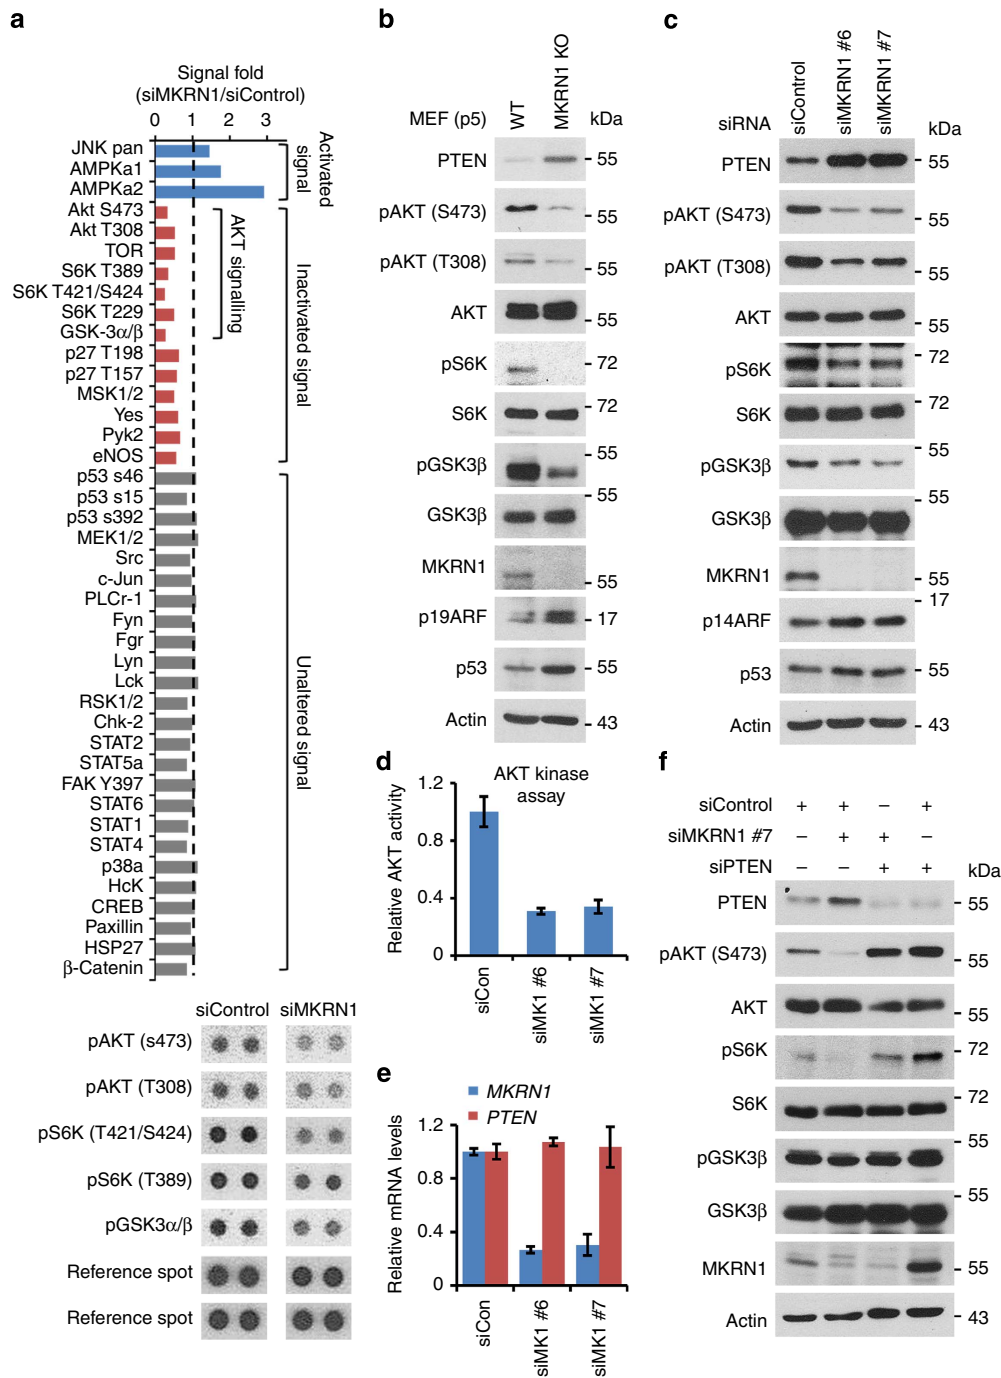 a
Signal fold
(siMKRN1/siControl)
0 1 2 3
JNK pan
AMPKa1
AMPKa2
Akt S473
Akt T308
TOR
S6K T389
S6K T421/S424
S6K T229
GSK-3α/β
p27 T198
p27 T157
MSK1/2
Yes
Pyk2
eNOS
p53 s46
p53 s15
p53 s392
MEK1/2
Src
c-Jun
PLCr-1
Fyn
Fgr
Lyn
Lck
RSK1/2
Chk-2
STAT2
STAT5a
FAK Y397
STAT6
STAT1
STAT4
p38a
HcK
CREB
Paxillin
HSP27
β-Catenin
Activated
signal
AKT signalling
Inactivated signal
Unaltered signal
siControl siMKRN1
pAKT (s473)
pAKT (T308)
pS6K (T421/S424)
pS6K (T389)
pGSK3α/β
Reference spot
Reference spot
b
MEF (p5) WT MKRN1 KO kDa
PTEN 55
pAKT (S473) 55
pAKT (T308) 55
AKT 55
pS6K 72
S6K 72
pGSK3β 55
GSK3β 55
MKRN1 55
p19ARF 17
p53 55
Actin 43
c
siRNA siControl siMKRN1 #6 siMKRN1 #7 kDa
PTEN 55
pAKT (S473) 55
pAKT (T308) 55
AKT 55
pS6K 72
S6K 72
pGSK3β 55
GSK3β 55
MKRN1 55
p14ARF 17
p53 55
Actin 43
d
AKT kinase
assay
Relative AKT activity
1.2
0.8
0.4
0
siCon siMK1 #6 siMK1 #7
e
MKRN1
PTEN
Relative mRNA levels
1.2
0.8
0.4
0
siCon siMK1 #6 siMK1 #7
f
siControl + + – +
siMKRN1 #7 – + + –
siPTEN – – + +
kDa
PTEN 55
pAKT (S473) 55
AKT 55
pS6K 72
S6K 72
pGSK3β 55
GSK3β 55
MKRN1 55
Actin 43